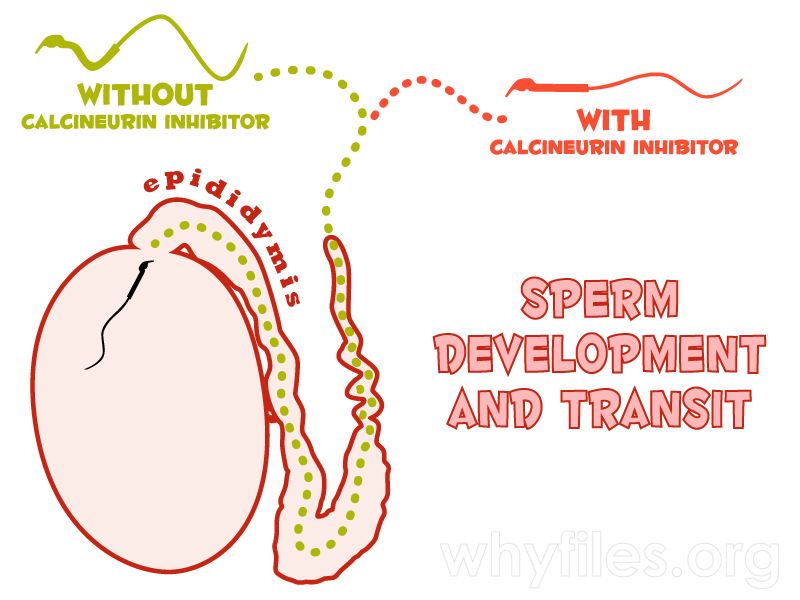 WITHOUT
CALCINEURIN INHIBITOR
WITH
CALCINEURIN INHIBITOR
epididymis
SPERM
DEVELOPMENT
AND TRANSIT
whyfiles.org